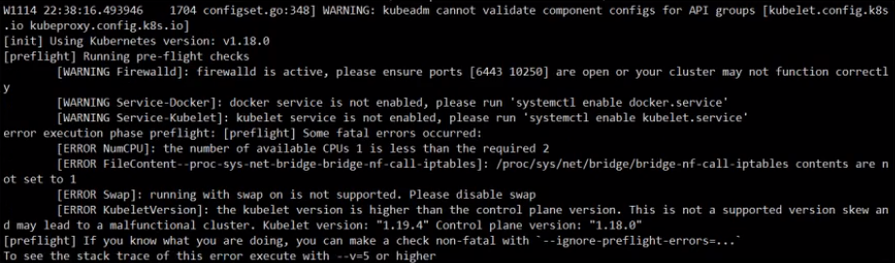 W1114 22:38:16.493946    1704 configset.go:348] WARNING: kubeadm cannot validate component configs for API groups [kubelet.config.k8s
.io kubeproxy.config.k8s.io]
[init] Using Kubernetes version: v1.18.0
[preflight] Running pre-flight checks
        [WARNING Firewalld]: firewalld is active, please ensure ports [6443 10250] are open or your cluster may not function correctl
y
        [WARNING Service-Docker]: docker service is not enabled, please run 'systemctl enable docker.service'
        [WARNING Service-Kubelet]: kubelet service is not enabled, please run 'systemctl enable kubelet.service'
error execution phase preflight: [preflight] Some fatal errors occurred:
        [ERROR NumCPU]: the number of available CPUs 1 is less than the required 2
        [ERROR FileContent--proc-sys-net-bridge-bridge-nf-call-iptables]: /proc/sys/net/bridge/bridge-nf-call-iptables contents are n
ot set to 1
        [ERROR Swap]: running with swap on is not supported. Please disable swap
        [ERROR KubeletVersion]: the kubelet version is higher than the control plane version. This is not a supported version skew an
d may lead to a malfunctional cluster. Kubelet version: "1.19.4" Control plane version: "1.18.0"
[preflight] If you know what you are doing, you can make a check non-fatal with `--ignore-preflight-errors=...`
To see the stack trace of this error execute with --v=5 or higher